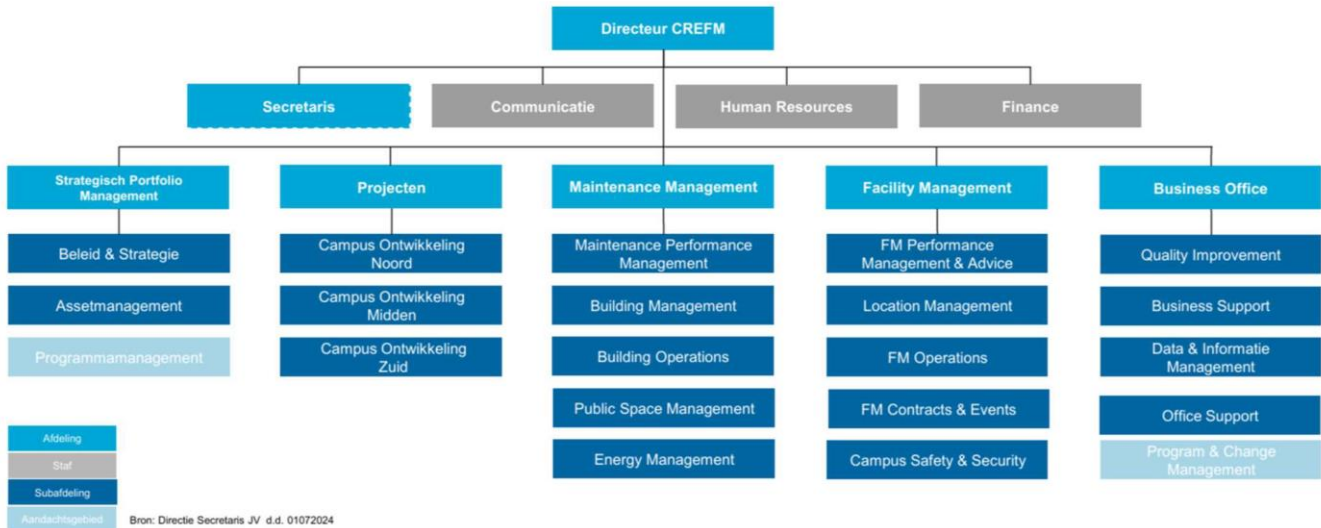 Directeur CREFM
Secretaris
Communicatie
Human Resources
Finance
Strategisch Portfolio
Management
Projecten
Maintenance Management
Facility Management
Business Office
Beleid & Strategie
Assetmanagement
Programmamanagement
Campus Ontwikkeling
Noord
Campus Ontwikkeling
Midden
Campus Ontwikkeling
Zuid
Maintenance Performance
Management
Building Management
Building Operations
Public Space Management
Energy Management
FM Performance
Management & Advice
Location Management
FM Operations
FM Contracts & Events
Campus Safety & Security
Quality Improvement
Business Support
Data & Informatie
Management
Office Support
Program & Change
Management
Afdeling
Staf
Subafdeling
Aandachtsgebied
Bron: Directie Secretaris JV d.d. 01072024